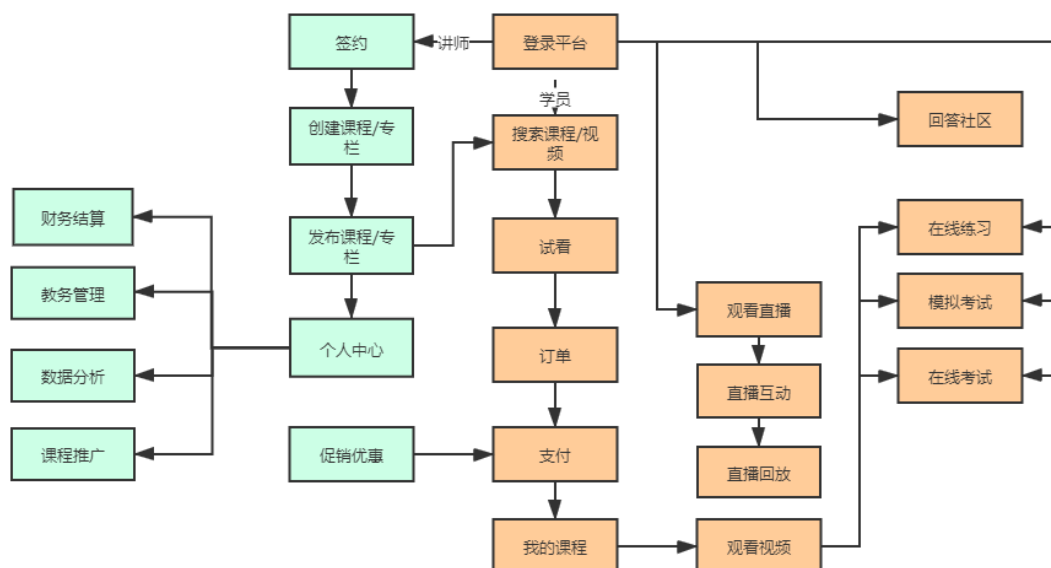 签约
讲师
登录平台
学员
创建课程/专
栏
搜索课程/视
频
回答社区
财务结算
发布课程/专
栏
试看
在线练习
教务管理
观看直播
模拟考试
个人中心
订单
数据分析
直播互动
在线考试
课程推广
促销优惠
支付
直播回放
我的课程
观看视频